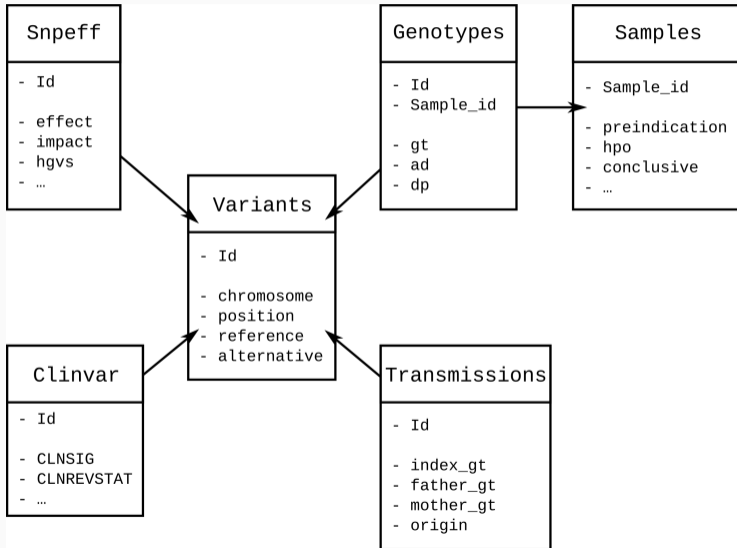 Snpeff
- Id
- effect
- impact
- hgvs
- …
Genotypes
- Id
- Sample_id
- gt
- ad
- dp
Samples
- Sample_id
- preindication
- hpo
- conclusive
- …
Variants
- Id
- chromosome
- position
- reference
- alternative
Clinvar
- Id
- CLNSIG
- CLNREVSTAT
- …
Transmissions
- Id
- index_gt
- father_gt
- mother_gt
- origin